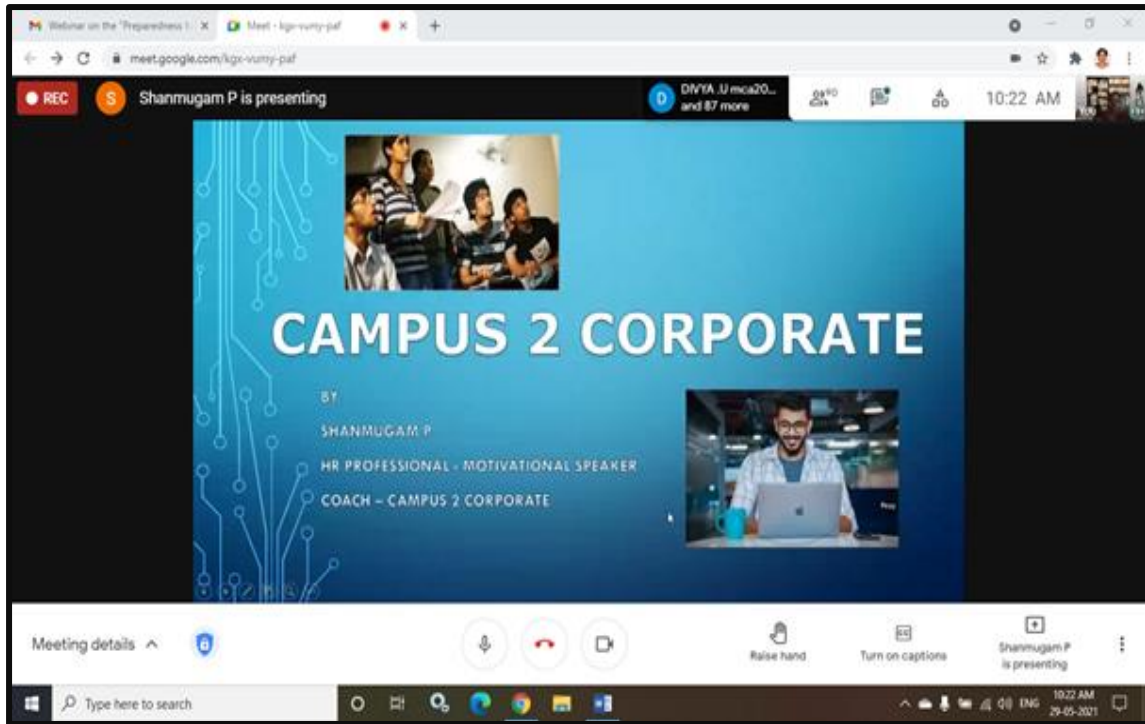 Webinar on the "Preparedness t
Meet - kgx-vumy-paf
meet.google.com/kgx-vumy-paf
REC
S
Shanmugam P is presenting
D
DIVYA .U mca20...
and 87 more
90
10:22 AM
CAMPUS 2 CORPORATE
BY
SHANMUGAM P
HR PROFESSIONAL - MOTIVATIONAL SPEAKER
COACH – CAMPUS 2 CORPORATE
Meeting details
Raise hand
CC
Turn on captions
Shanmugam P
is presenting
Type here to search
ENG
10:22 AM
29-05-2021